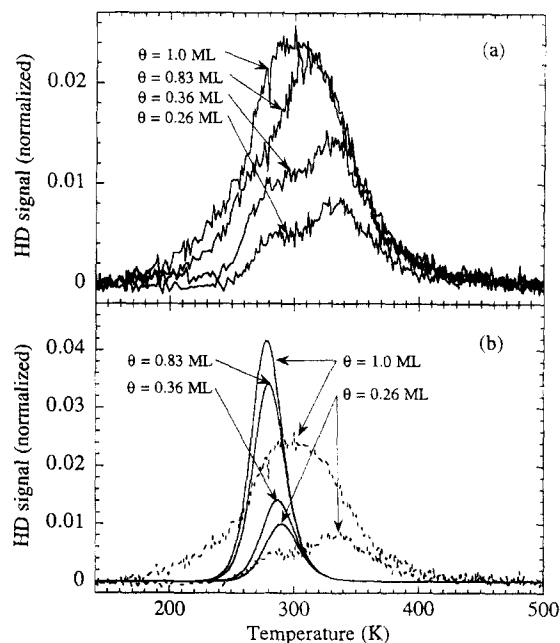 (a)
θ = 1.0 ML
θ = 0.83 ML
θ = 0.36 ML
θ = 0.26 ML
HD signal (normalized)
0.02
0.01
0
(b)
θ = 0.83 ML
θ = 0.36 ML
θ = 1.0 ML
θ = 0.26 ML
HD signal (normalized)
0.04
0.03
0.02
0.01
0
200 300 400 500
Temperature (K)